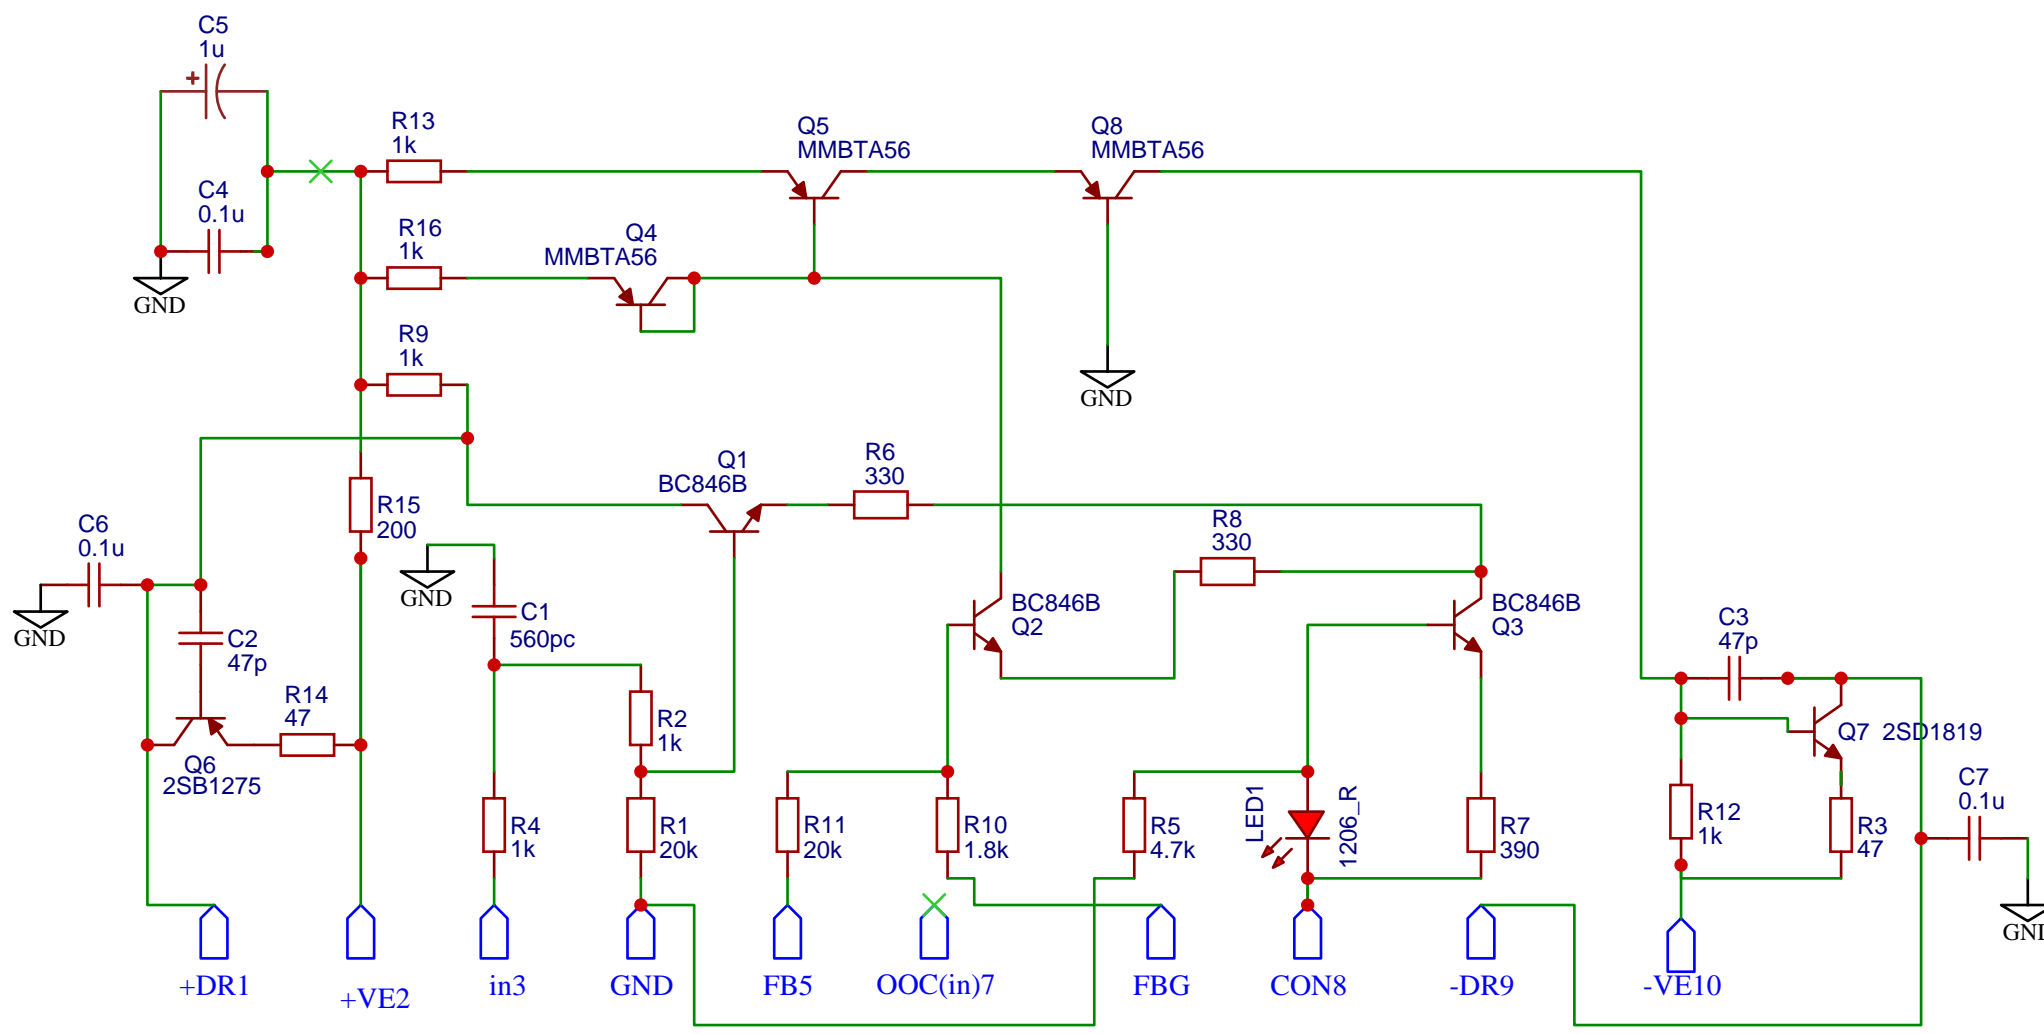 C5
1u
+
R13
1k
Q5
MMBTA56
Q8
MMBTA56
C4
0.1u
R16
1k
Q4
MMBTA56
GND
R9
1k
GND
Q1
BC846B
R6
330
R15
200
C6
0.1u
R8
330
GND
GND
C1
560pc
BC846B
Q2
BC846B
Q3
C2
47p
C3
47p
R14
47
R2
1k
Q7 2SD1819
Q6
2SB1275
C7
0.1u
R4
1k
R1
20k
R11
20k
R10
1.8k
R5
4.7k
LED1
1206_R
R7
390
R12
1k
R3
47
GND
+DR1
+VE2
in3
GND
FB5
OOC(in)7
FBG
CON8
-DR9
-VE10